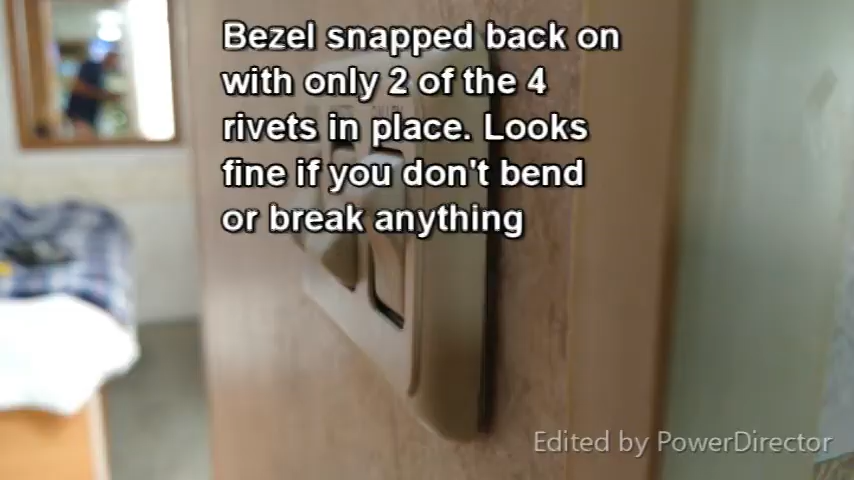 Bezel snapped back on
with only 2 of the 4
rivets in place. Looks
fine if you don't bend
or break anything
Edited by PowerDirector